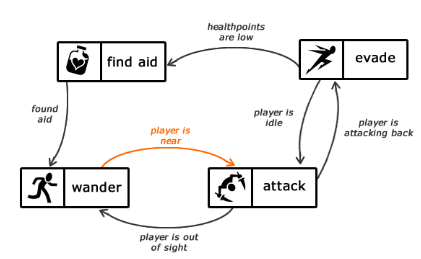 healthpoints
are low
find aid
evade
found
aid
player is
near
player is
idle
player is
attacking back
wander
attack
player is out
of sight